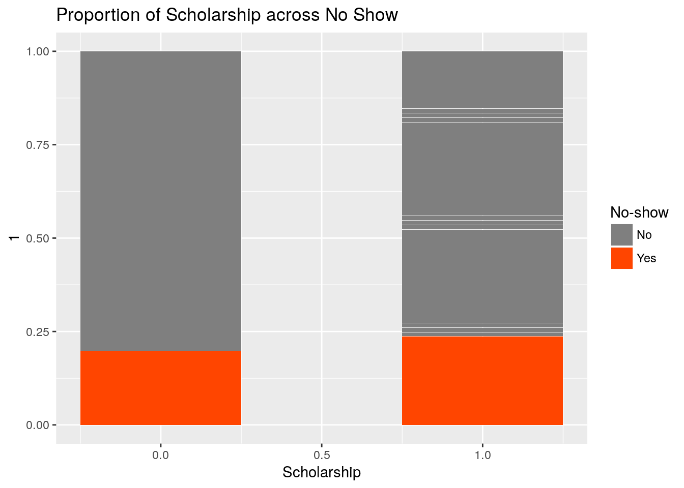 Proportion of Scholarship across No Show
1.00
0.75
0.50
0.25
0.00
1
0.0 0.5 1.0
Scholarship
No-show
No
Yes